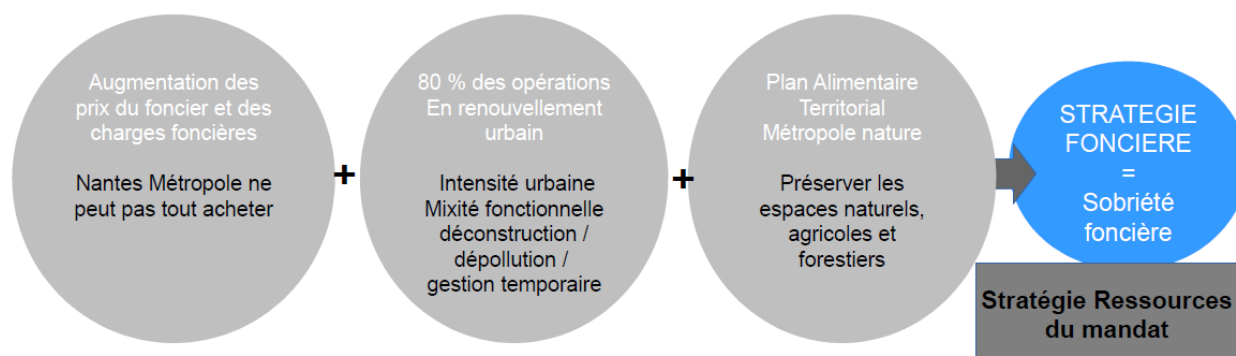 Augmentation des
prix du foncier et des
charges foncières
Nantes Métropole ne
peut pas tout acheter
+
80 % des opérations
En renouvellement
urbain
Intensité urbaine
Mixité fonctionnelle
déconstruction /
dépollution /
gestion temporaire
+
Plan Alimentaire
Territorial
Métropole nature
Préserver les
espaces naturels,
agricoles et
forestiers
STRATEGIE
FONCIERE
=
Sobriété
foncière
Stratégie Ressources
du mandat